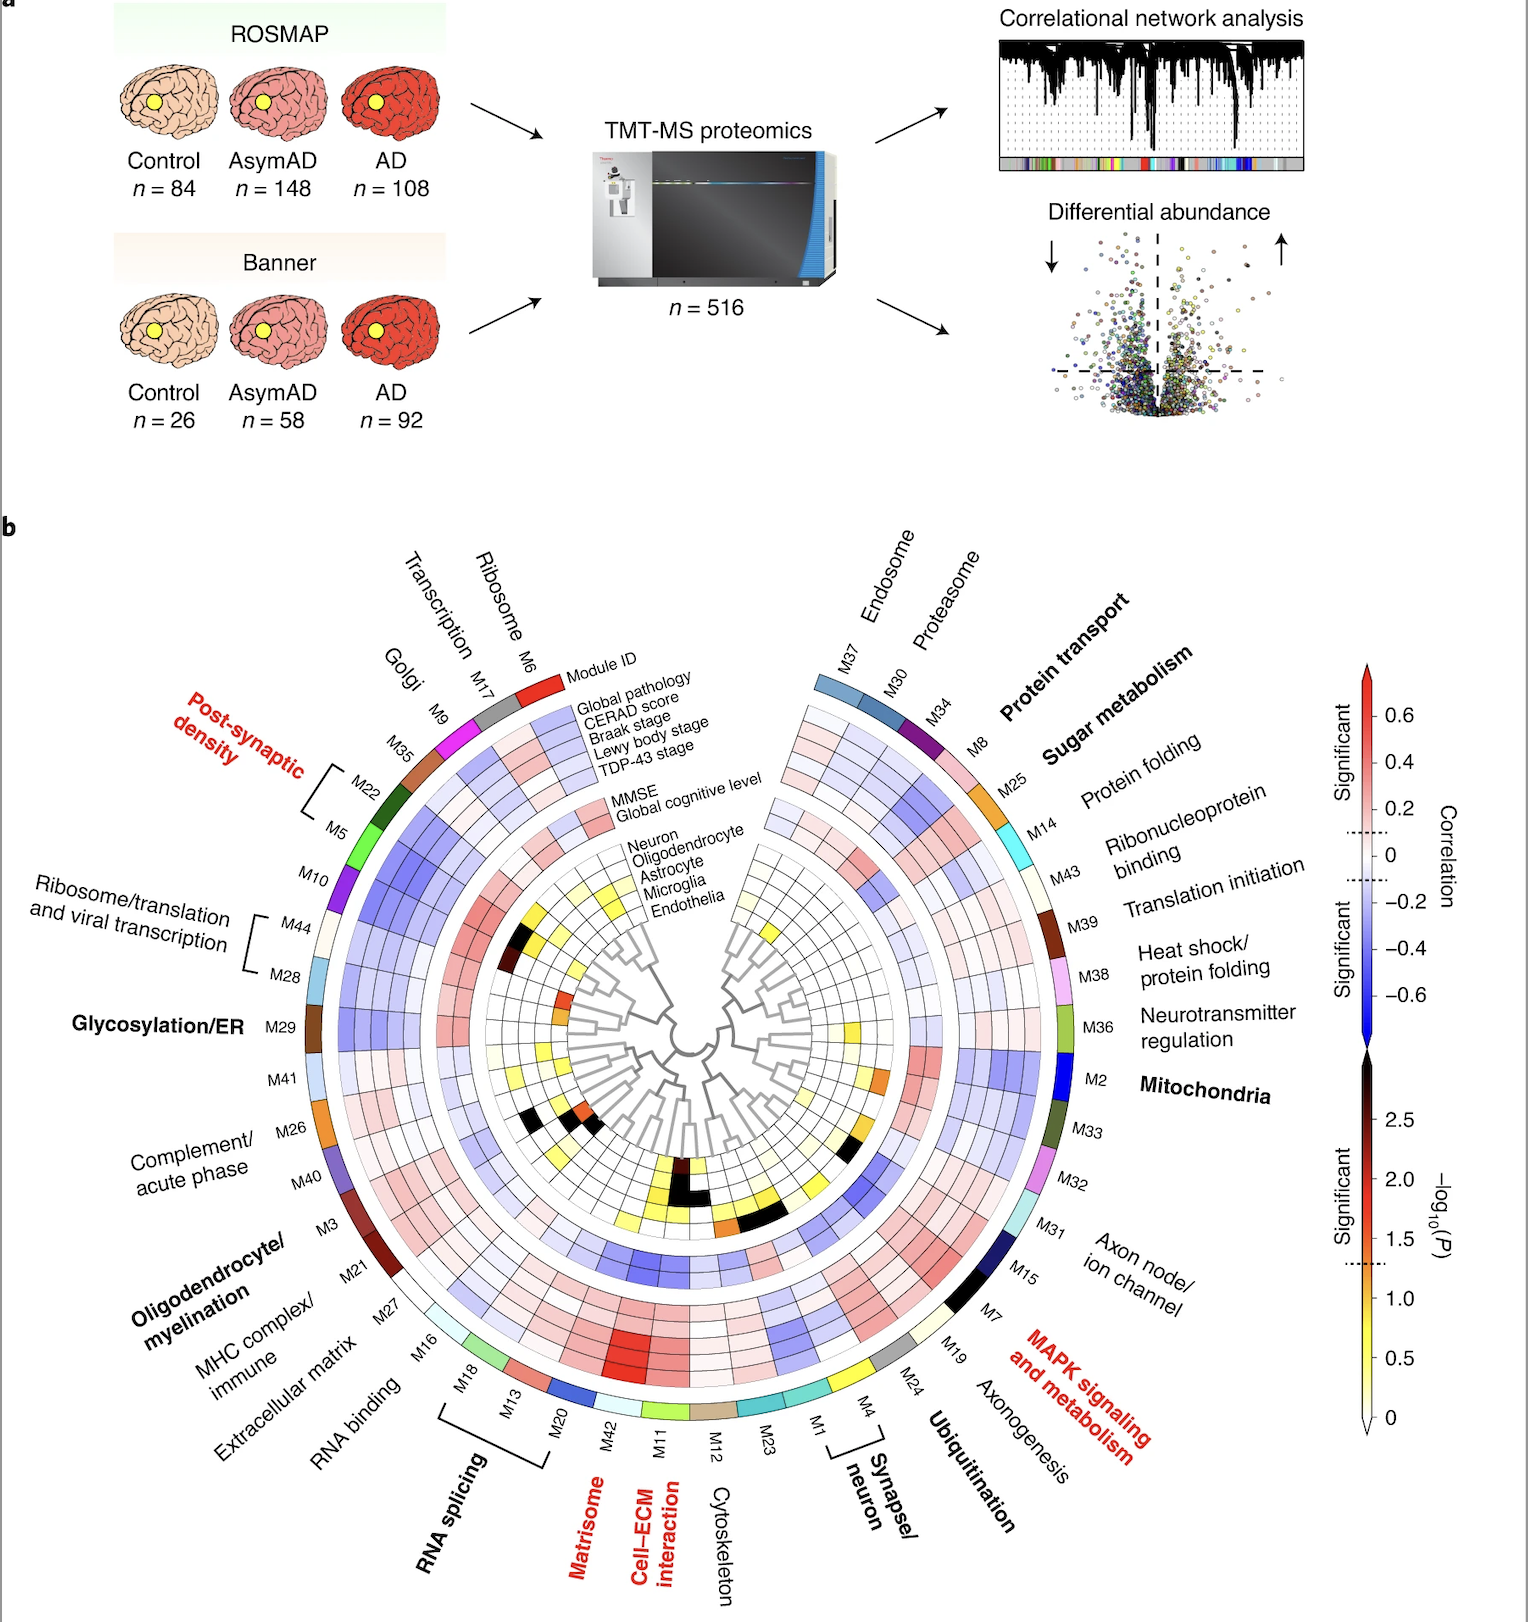 a
ROSMAP
Control
n = 84
AsymAD
n = 148
AD
n = 108
Banner
Control
n = 26
AsymAD
n = 58
AD
n = 92
TMT-MS proteomics
n = 516
Correlational network analysis
Differential abundance
b
Module ID
Global pathology
CERAD score
Braak stage
Lewy body stage
TDP-43 stage
MMSE
Global cognitive level
Neuron
Oligodendrocyte
Astrocyte
Microglia
Endothelia
Endosome
M37
Proteasome
M30
M34
Protein transport
M8
Sugar metabolism
M25
Protein folding
M14
Ribonucleoprotein
binding
M43
Translation initiation
M39
Heat shock/
protein folding
M38
Neurotransmitter
regulation
M36
Mitochondria
M2
M33
M32
M31
Axon node/
ion channel
M15
M7
MAPK signaling
and metabolism
M19
Axonogenesis
M24
Ubiquitination
M4
M1
Synapse/
neuron
M23
M12
Cytoskeleton
M11
Cell–ECM
interaction
M42
Matrisome
M20
M13
M18
RNA splicing
M16
RNA binding
M27
Extracellular matrix
M21
MHC complex/
immune
M3
Oligodendrocyte/
myelination
M40
M26
Complement/
acute phase
M41
M29
Glycosylation/ER
M28
M44
Ribosome/translation
and viral transcription
M10
M5
M22
Post-synaptic
density
M35
M9
Golgi
M17
Transcription
M6
Ribosome
Significant
Significant
Correlation
0.6
0.4
0.2
0
−0.2
−0.4
−0.6
Significant
−log10(P)
2.5
2.0
1.5
1.0
0.5
0